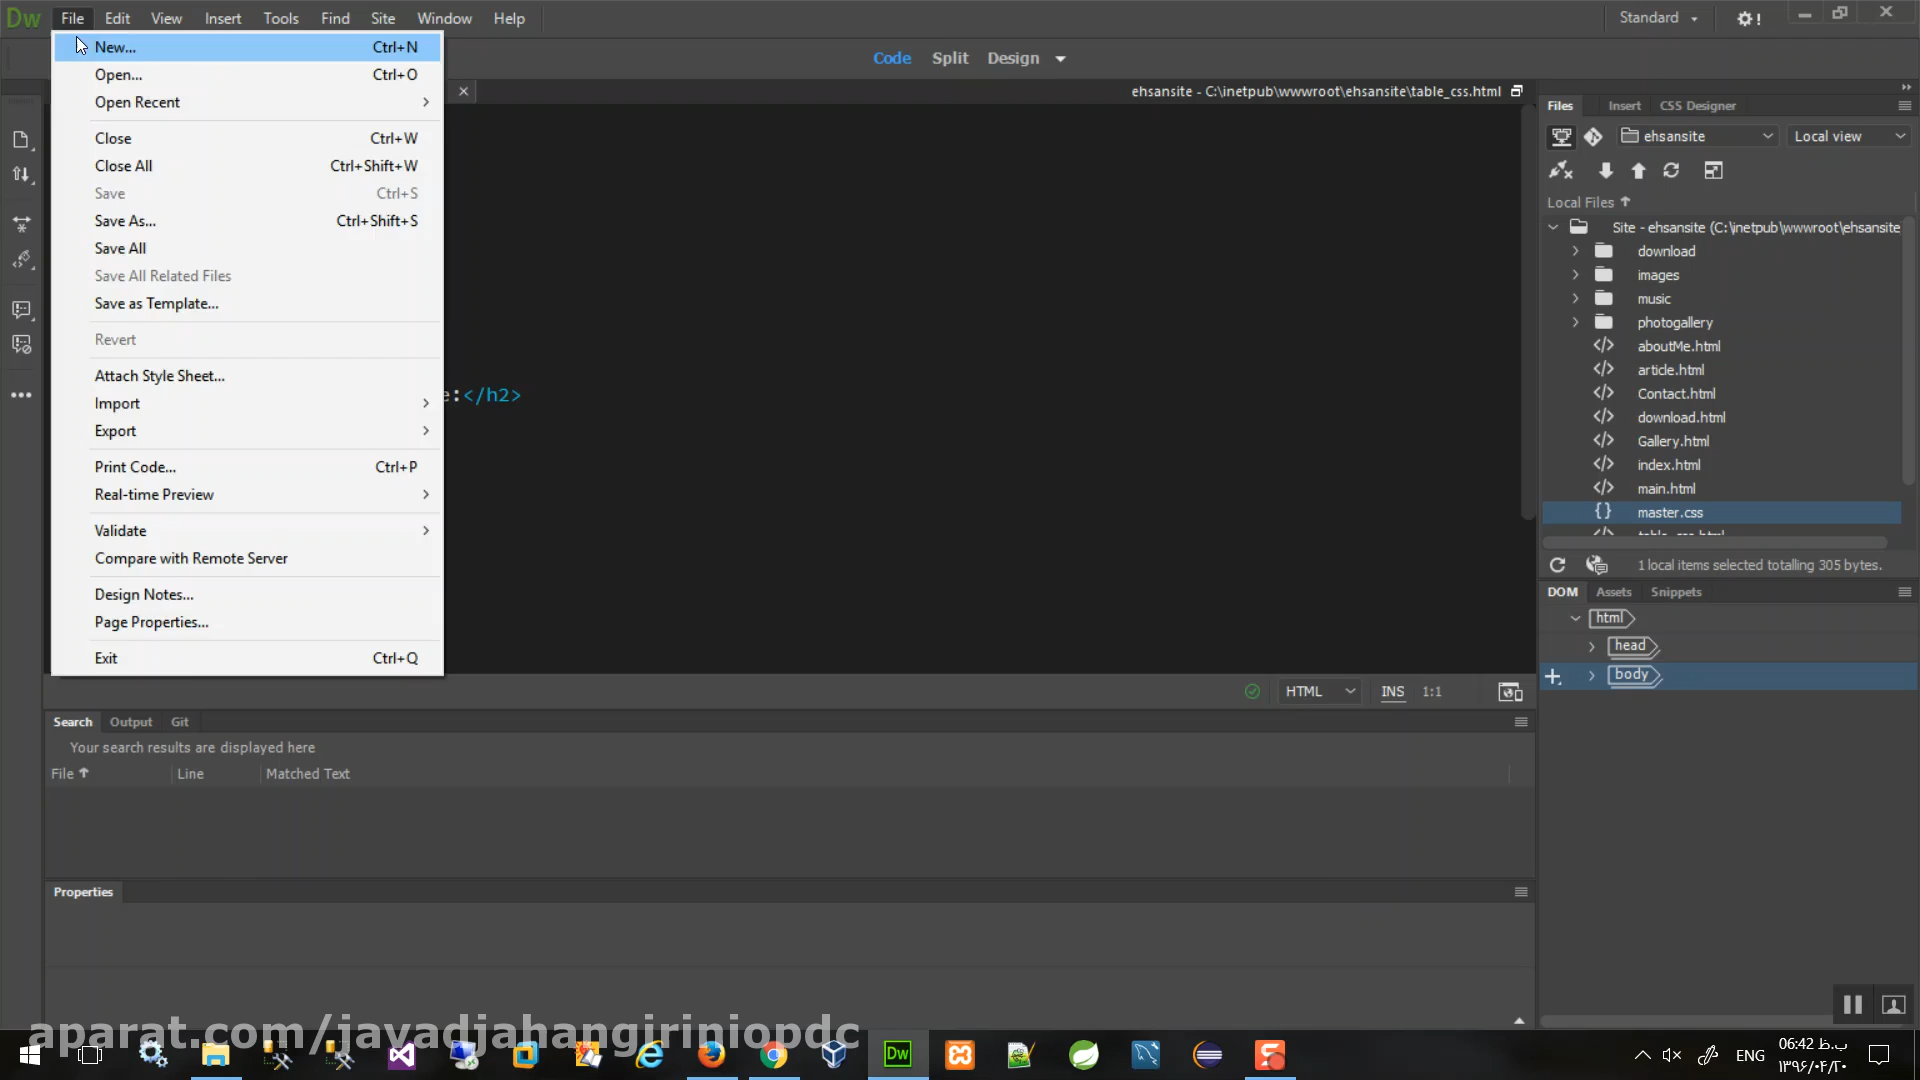 Dw File Edit View Insert Tools Find Site Window Help Standard
New... Ctrl+N
Open... Ctrl+O
Open Recent
Close Ctrl+W
Close All Ctrl+Shift+W
Save Ctrl+S
Save As... Ctrl+Shift+S
Save All
Save All Related Files
Save as Template...
Revert
Attach Style Sheet...
Import
Export
Print Code... Ctrl+P
Real-time Preview
Validate
Compare with Remote Server
Design Notes...
Page Properties...
Exit Ctrl+Q
Code Split Design
ehsansite - C:\inetpub\wwwroot\ehsansite\table_css.html
e:</h2>
HTML INS 1:1
Files Insert CSS Designer
ehsansite Local view
Local Files
Site - ehsansite (C:\inetpub\wwwroot\ehsansite
download
images
music
photogallery
aboutMe.html
article.html
Contact.html
download.html
Gallery.html
index.html
main.html
master.css
table_css.html
1 local items selected totalling 305 bytes.
DOM Assets Snippets
html
head
body
Search Output Git
Your search results are displayed here
File Line Matched Text
Properties
aparat.com/javadjahangiriniopdc
Dw
ENG
06:42 ب.ظ
۱۳۹۶/۰۴/۲۰